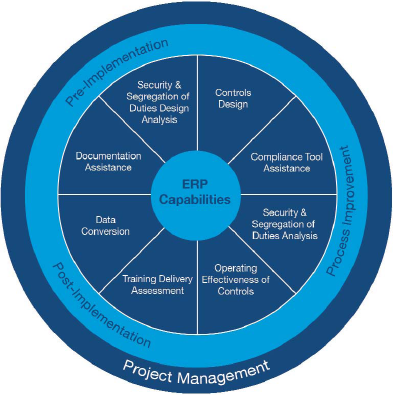 Pre-Implementation
Security &
Segregation of
Duties Design
Analysis
Controls
Design
Documentation
Assistance
Compliance Tool
Assistance
ERP
Capabilities
Process Improvement
Data
Conversion
Security &
Segregation of
Duties Analysis
Training Delivery
Assessment
Operating
Effectiveness of
Controls
Post-Implementation
Project Management